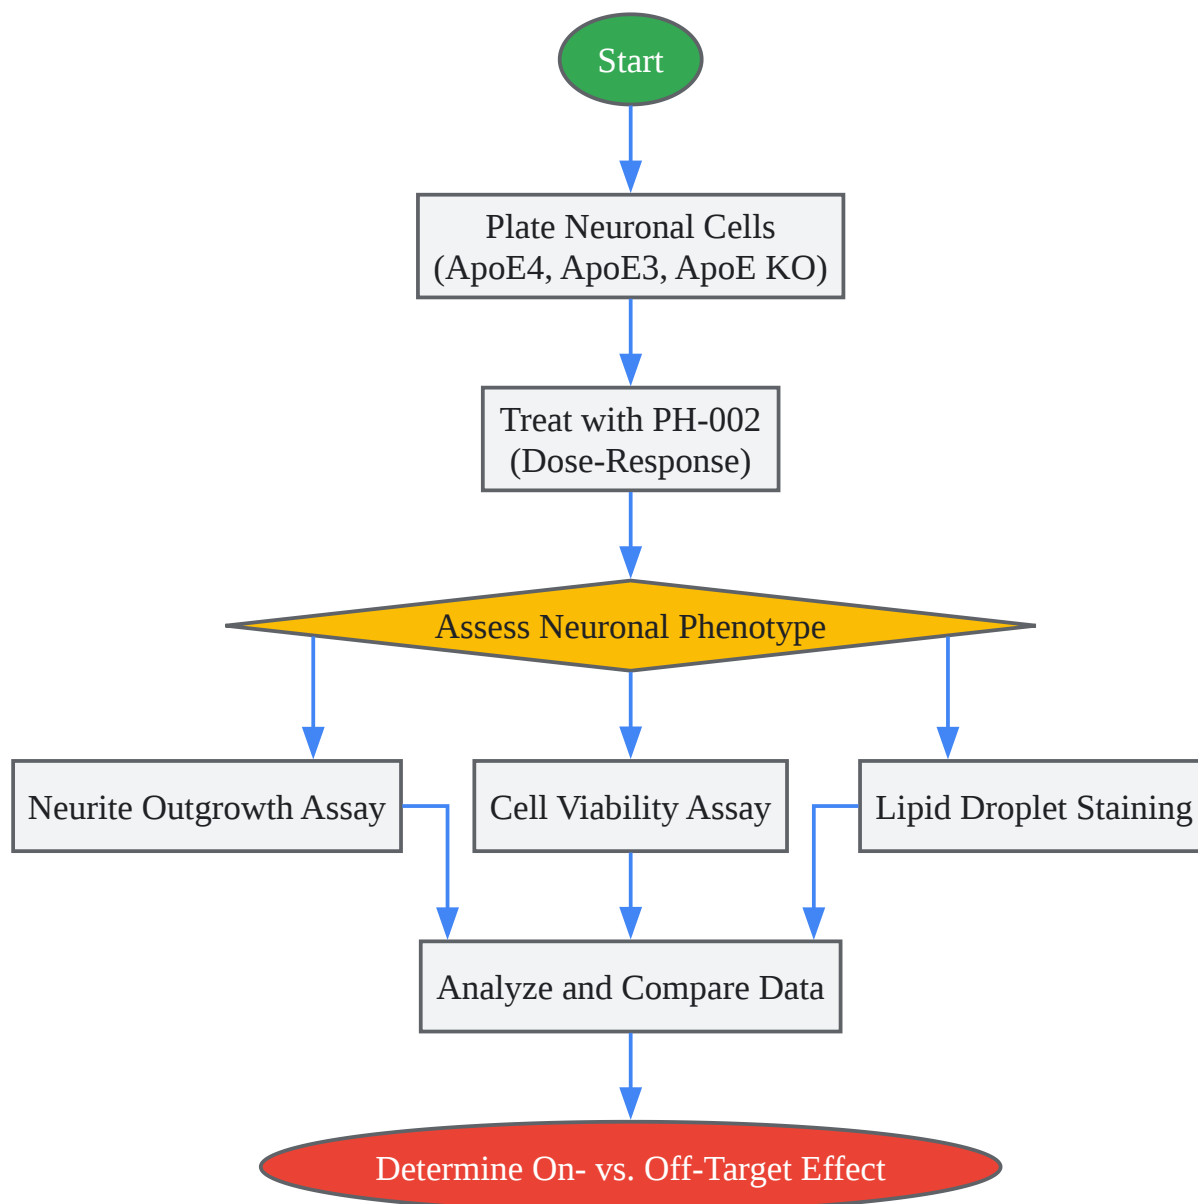 Start
Plate Neuronal Cells
(ApoE4, ApoE3, ApoE KO)
Treat with PH-002
(Dose-Response)
Assess Neuronal Phenotype
Neurite Outgrowth Assay
Cell Viability Assay
Lipid Droplet Staining
Analyze and Compare Data
Determine On- vs. Off-Target Effect